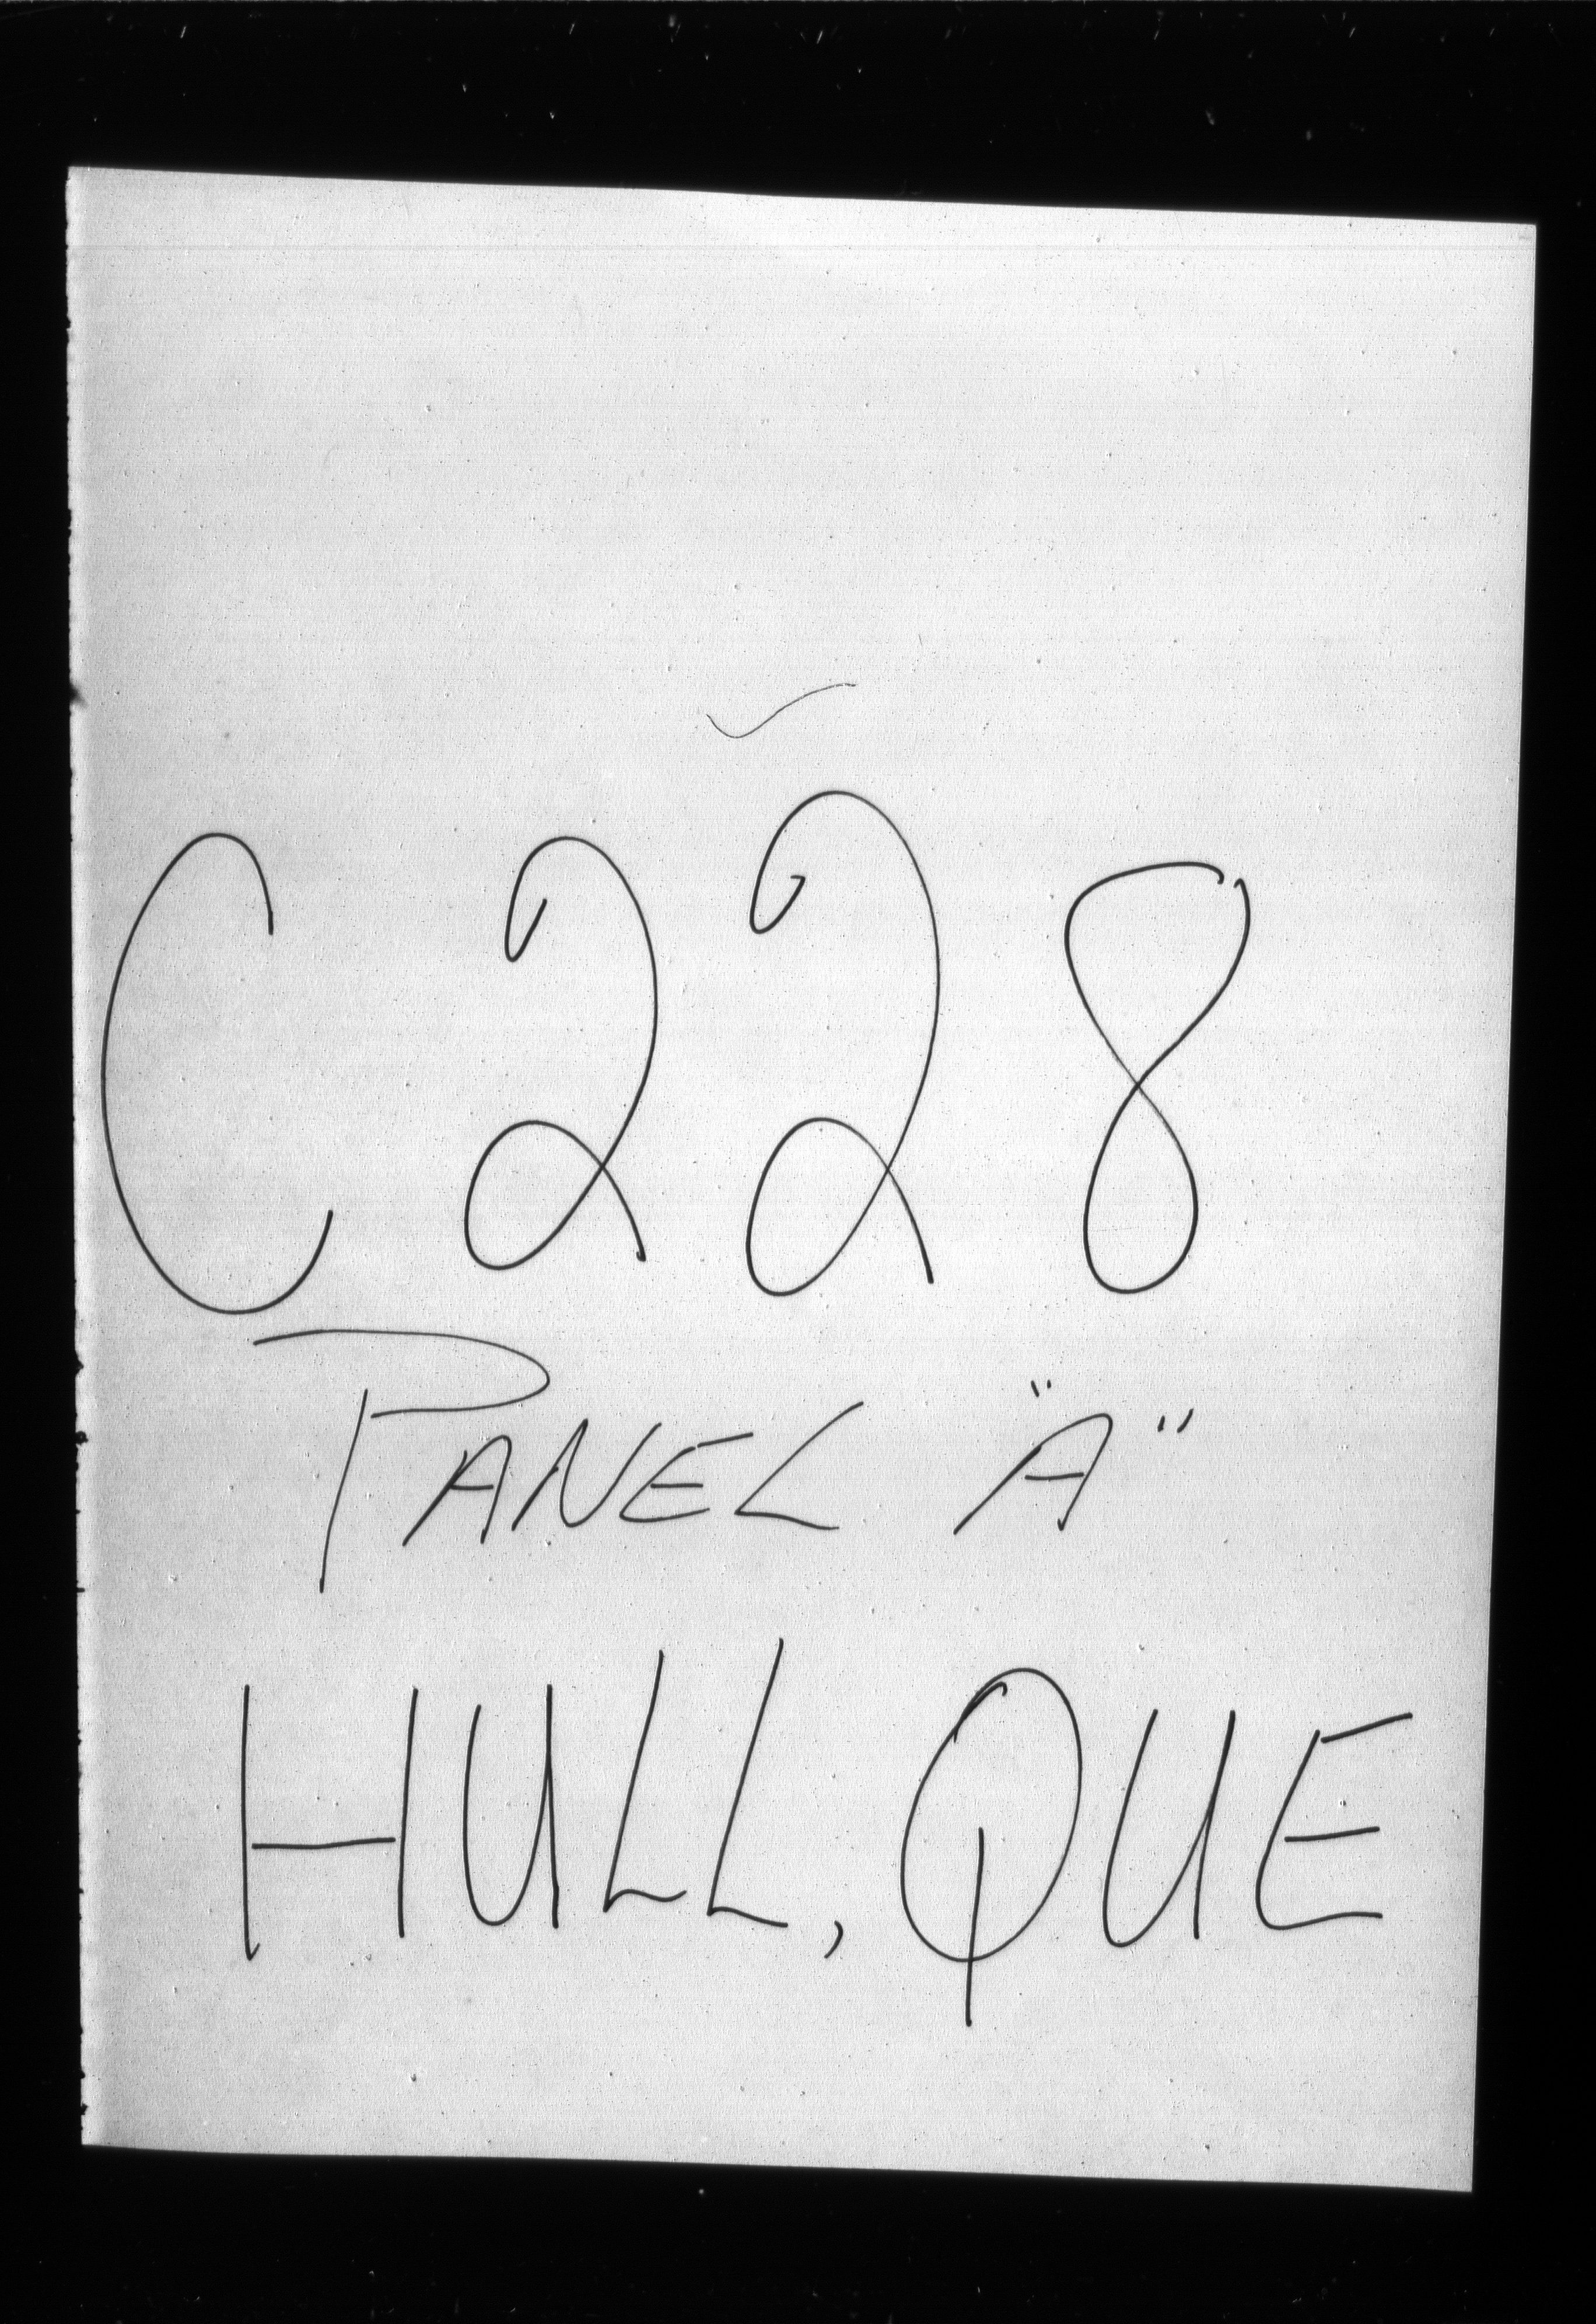 C228
PANEL "A"
HULL, QUE